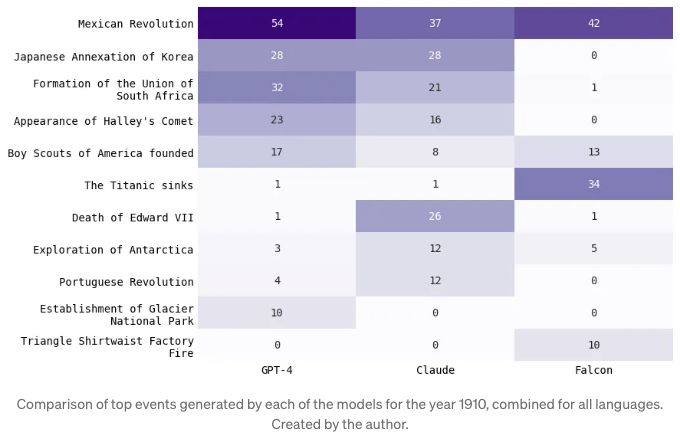 Mexican Revolution 54 37 42
Japanese Annexation of Korea 28 28 0
Formation of the Union of
South Africa 32 21 1
Appearance of Halley's Comet 23 16 0
Boy Scouts of America founded 17 8 13
The Titanic sinks 1 1 34
Death of Edward VII 1 26 1
Exploration of Antarctica 3 12 5
Portuguese Revolution 4 12 0
Establishment of Glacier
National Park 10 0 0
Triangle Shirtwaist Factory
Fire 0 0 10
GPT-4 Claude Falcon
Comparison of top events generated by each of the models for the year 1910, combined for all languages.
Created by the author.